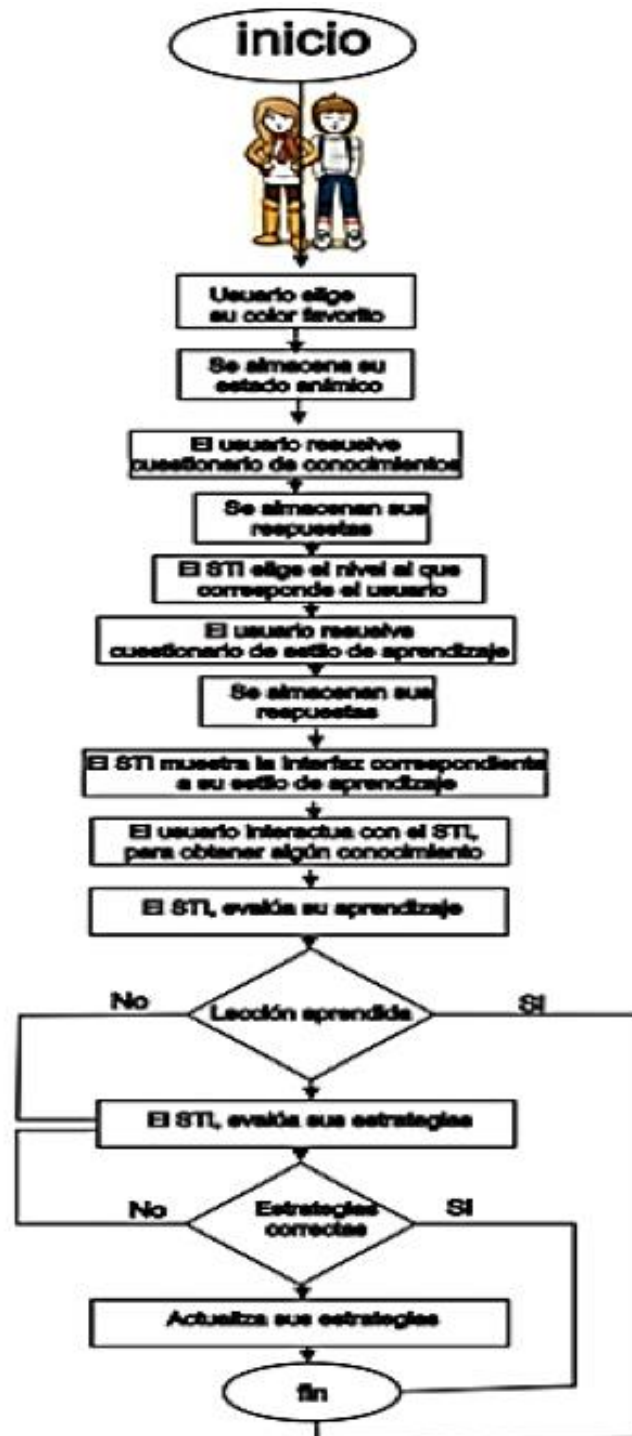 inicio
Usuario elige
su color favorito
Se almacena su
estado anímico
El usuario resuelve
cuestionario de conocimientos
Se almacenan sus
respuestas
El STI elige el nivel al que
corresponde el usuario
El usuario resuelve
cuestionario de estilo de aprendizaje
Se almacenan sus
respuestas
El STI muestra la interfaz correspondiente
a su estilo de aprendizaje
El usuario interactua con el STI,
para obtener algún conocimiento
El STI, evalúa su aprendizaje
No
Lección aprendida
SI
El STI, evalúa sus estrategias
No
Estrategias
correctas
SI
Actualiza sus estrategias
fin